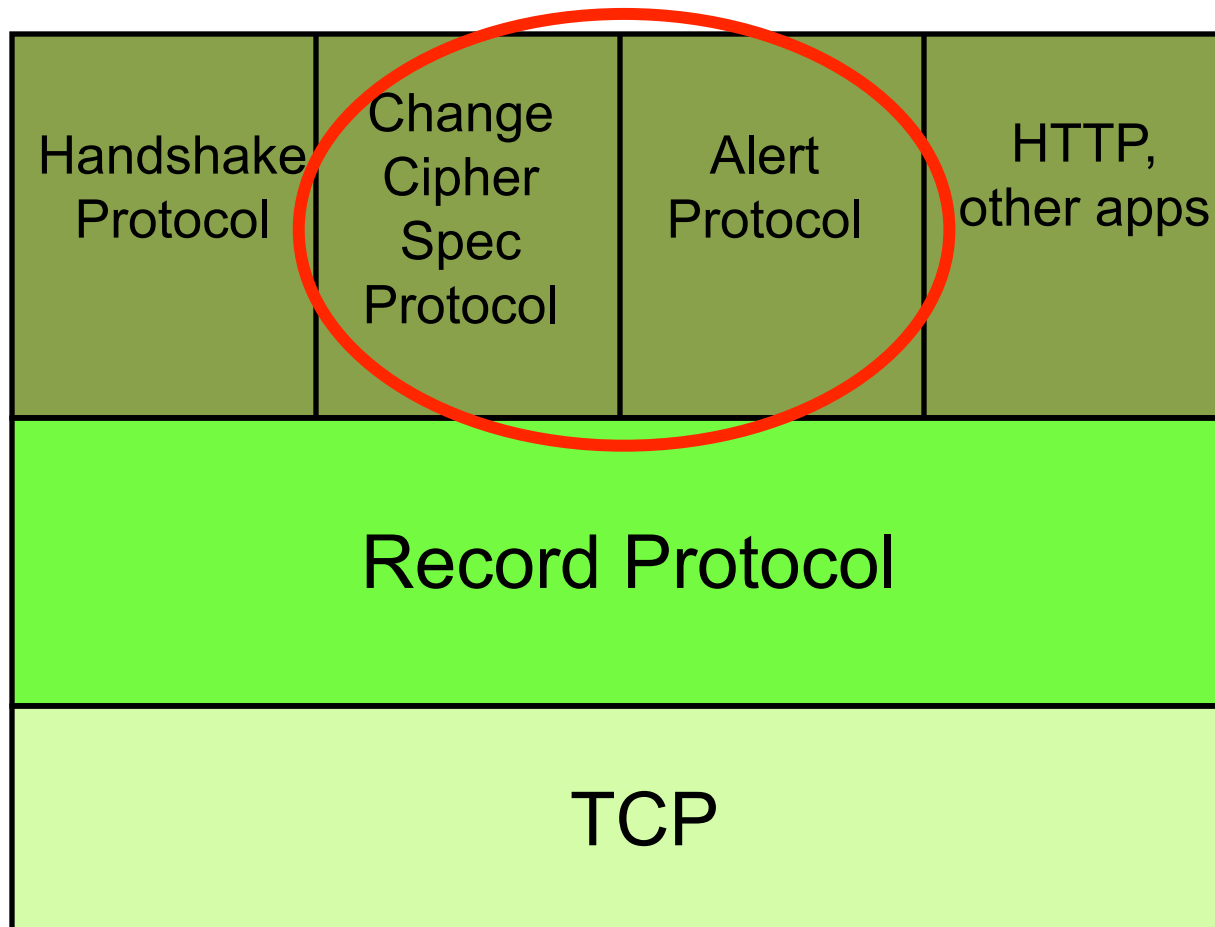 Handshake
Protocol
Change
Cipher
Spec
Protocol
Alert
Protocol
HTTP,
other apps
Record Protocol
TCP